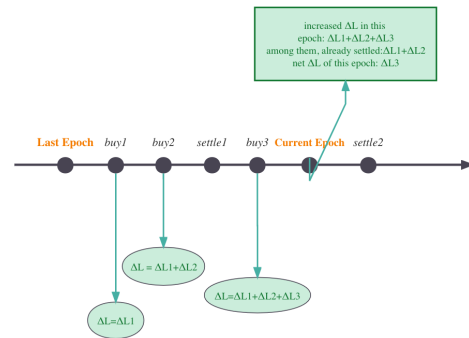 increased ΔL in this
epoch: ΔL1+ΔL2+ΔL3
among them, already settled:ΔL1+ΔL2
net ΔL of this epoch: ΔL3
Last Epoch buy1 buy2 settle1 buy3 Current Epoch settle2
ΔL = ΔL1+ΔL2
ΔL=ΔL1+ΔL2+ΔL3
ΔL=ΔL1